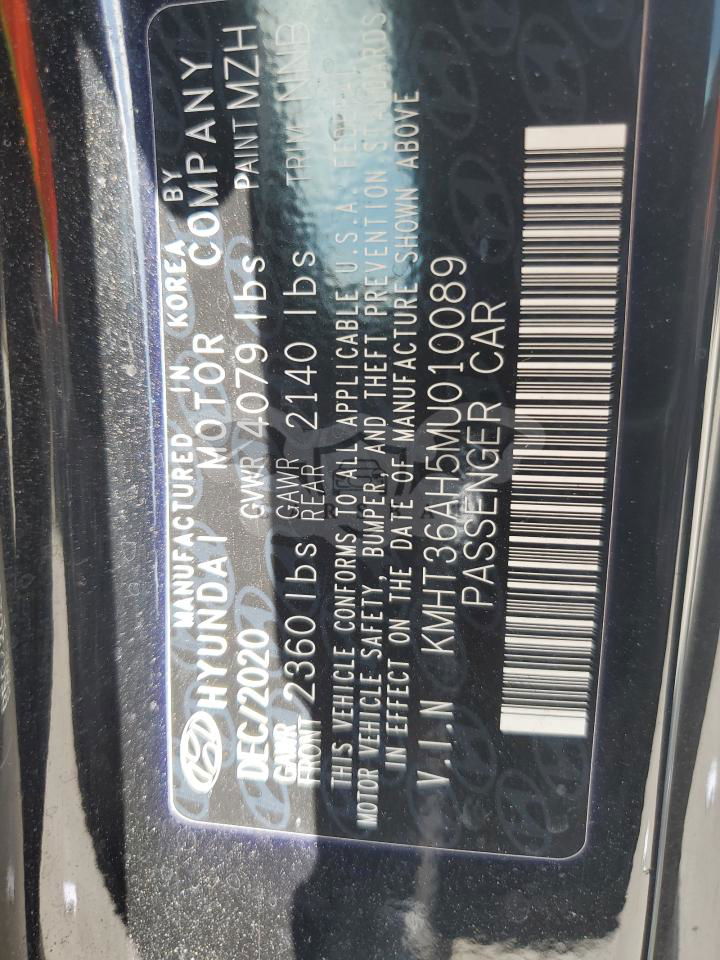 MANUFACTURED IN KOREA BY
HYUNDAI MOTOR COMPANY
DEC/2020 GVWR 4079 lbs PAINT MZH
GAWR FRONT 2360 lbs GAWR REAR 2140 lbs TRIM NNB
THIS VEHICLE CONFORMS TO ALL APPLICABLE U.S.A. FEDERAL
MOTOR VEHICLE SAFETY, BUMPER, AND THEFT PREVENTION STANDARDS
IN EFFECT ON THE DATE OF MANUFACTURE SHOWN ABOVE
V.I.N KMHT36AH5MU010089
PASSENGER CAR